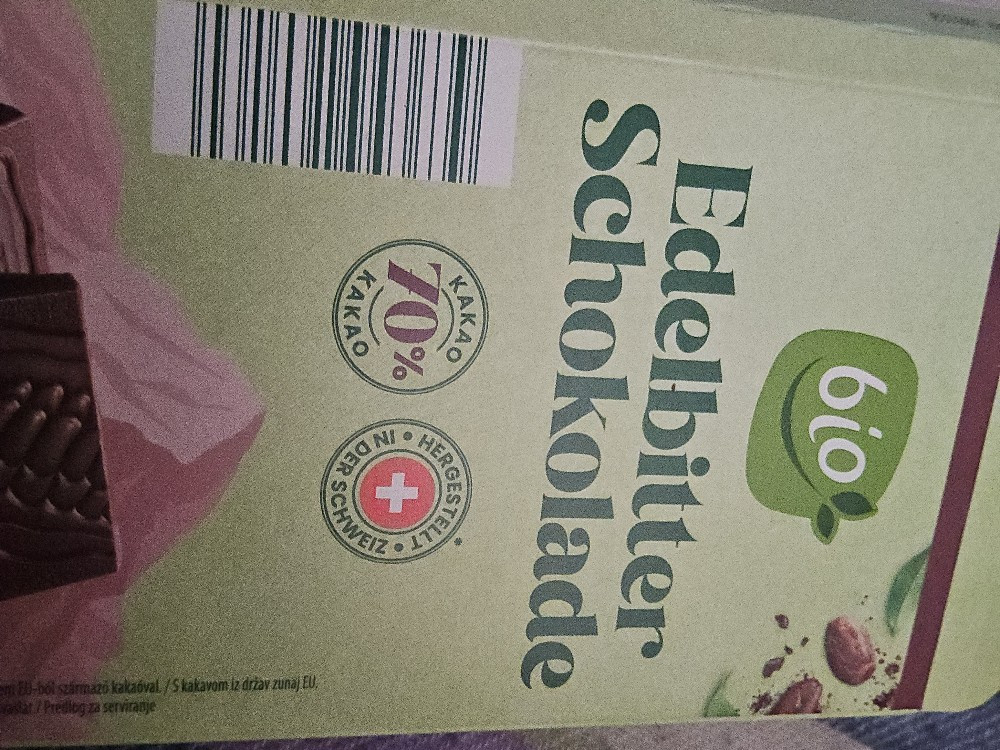 bio
Edelbitter
Schokolade
KAKAO
70%
KAKAO
HERGESTELLT*
• IN DER SCHWEIZ •
EU-ból származó kakaóval. / S kakavom iz držav zunaj EU.
/ Predlog za serviranje